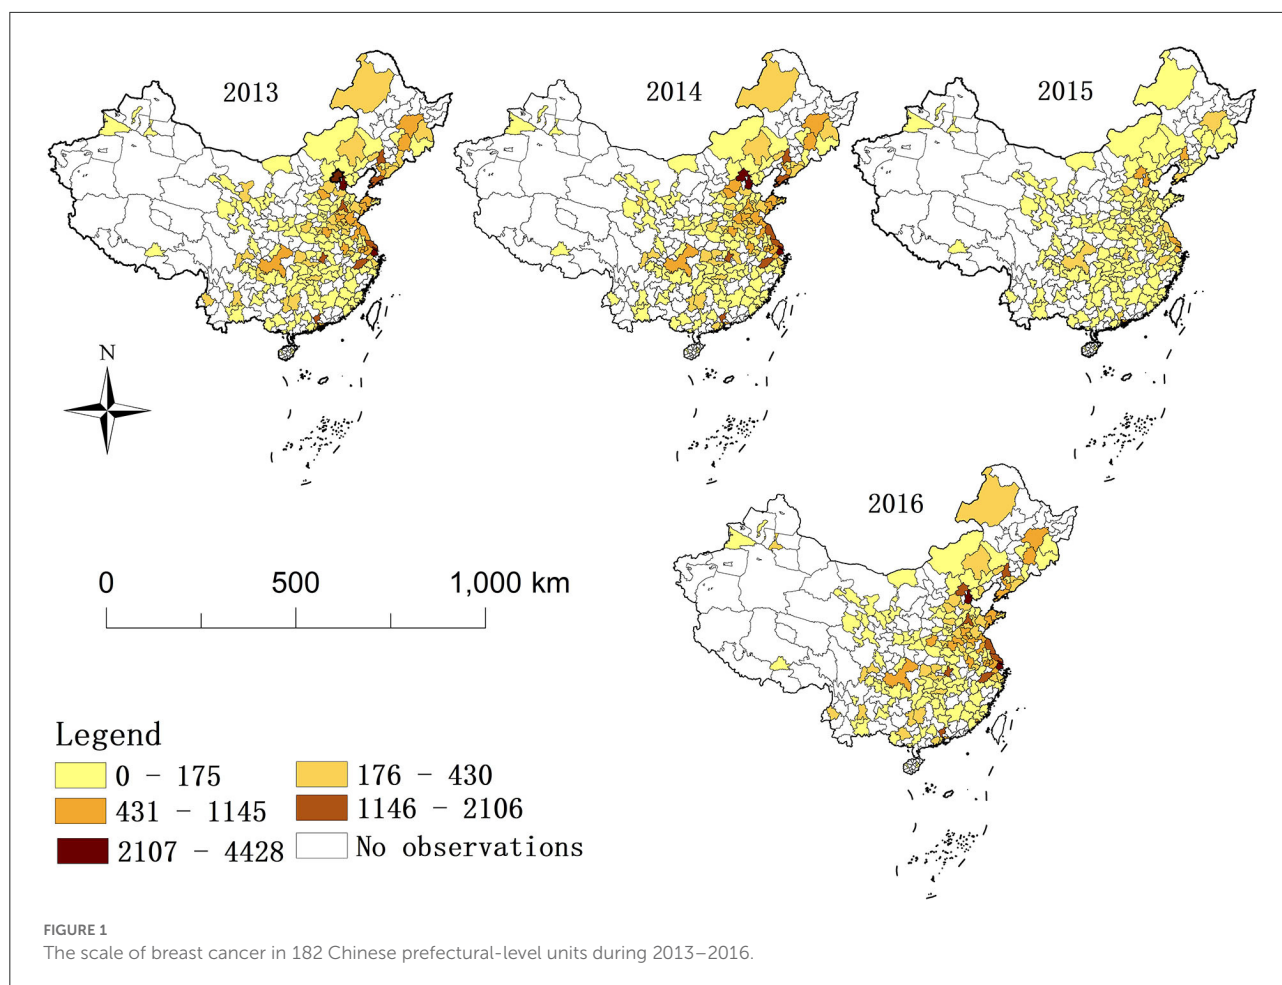 2013
2014
2015
N
2016
0 500 1,000 km
Legend
0 – 175
176 – 430
431 – 1145
1146 – 2106
2107 – 4428
No observations
FIGURE 1
The scale of breast cancer in 182 Chinese prefectural-level units during 2013–2016.